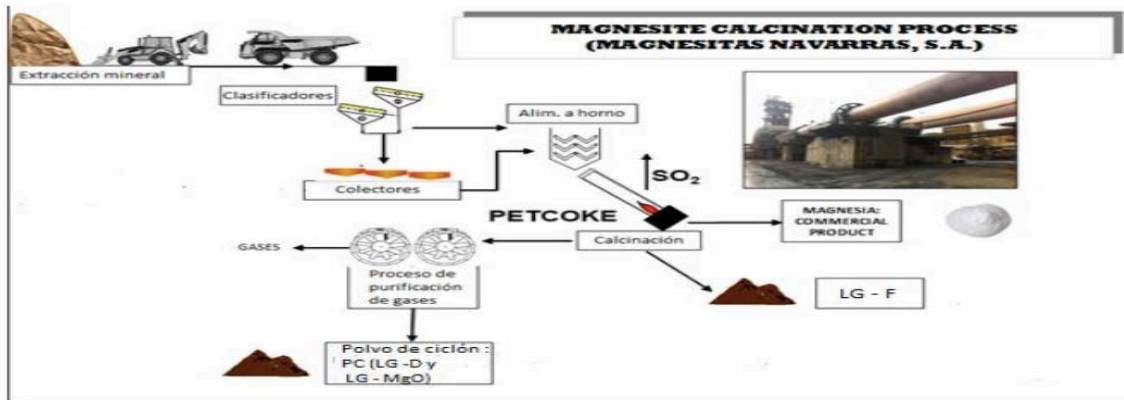 MAGNESITE CALCINATION PROCESS
(MAGNESITAS NAVARRAS, S.A.)
Extracción mineral
Clasificadores
Alim. a horno
Colectores
SO2
PETCOKE
MAGNESIA:
COMMERCIAL
PRODUCT
Calcinación
GASES
Proceso de
purificación
de gases
LG - F
Polvo de ciclón :
PC (LG -D y
LG - MgO)